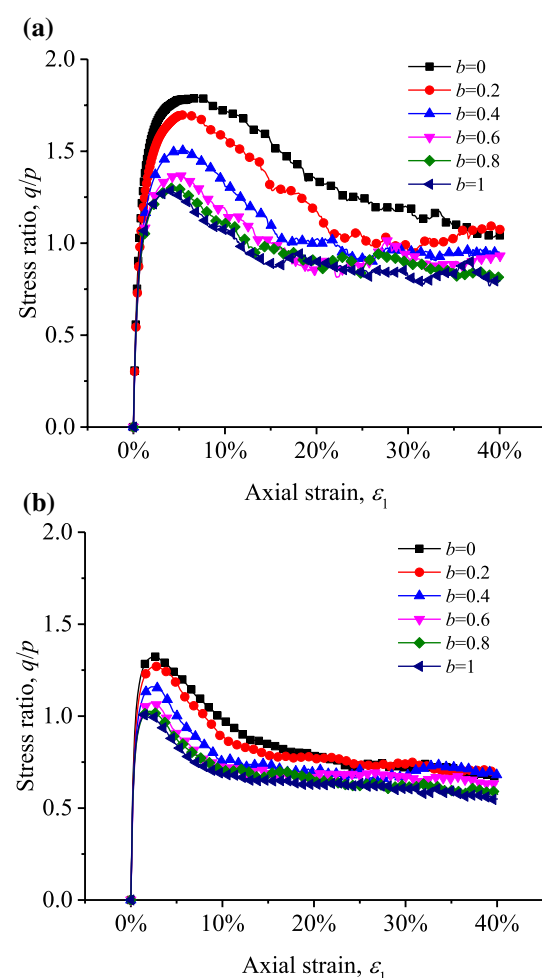 (a)
2.0
1.5
1.0
0.5
0.0
Stress ratio, q/p
b=0
b=0.2
b=0.4
b=0.6
b=0.8
b=1
0% 10% 20% 30% 40%
Axial strain, ε₁
(b)
2.0
1.5
1.0
0.5
0.0
Stress ratio, q/p
b=0
b=0.2
b=0.4
b=0.6
b=0.8
b=1
0% 10% 20% 30% 40%
Axial strain, ε₁